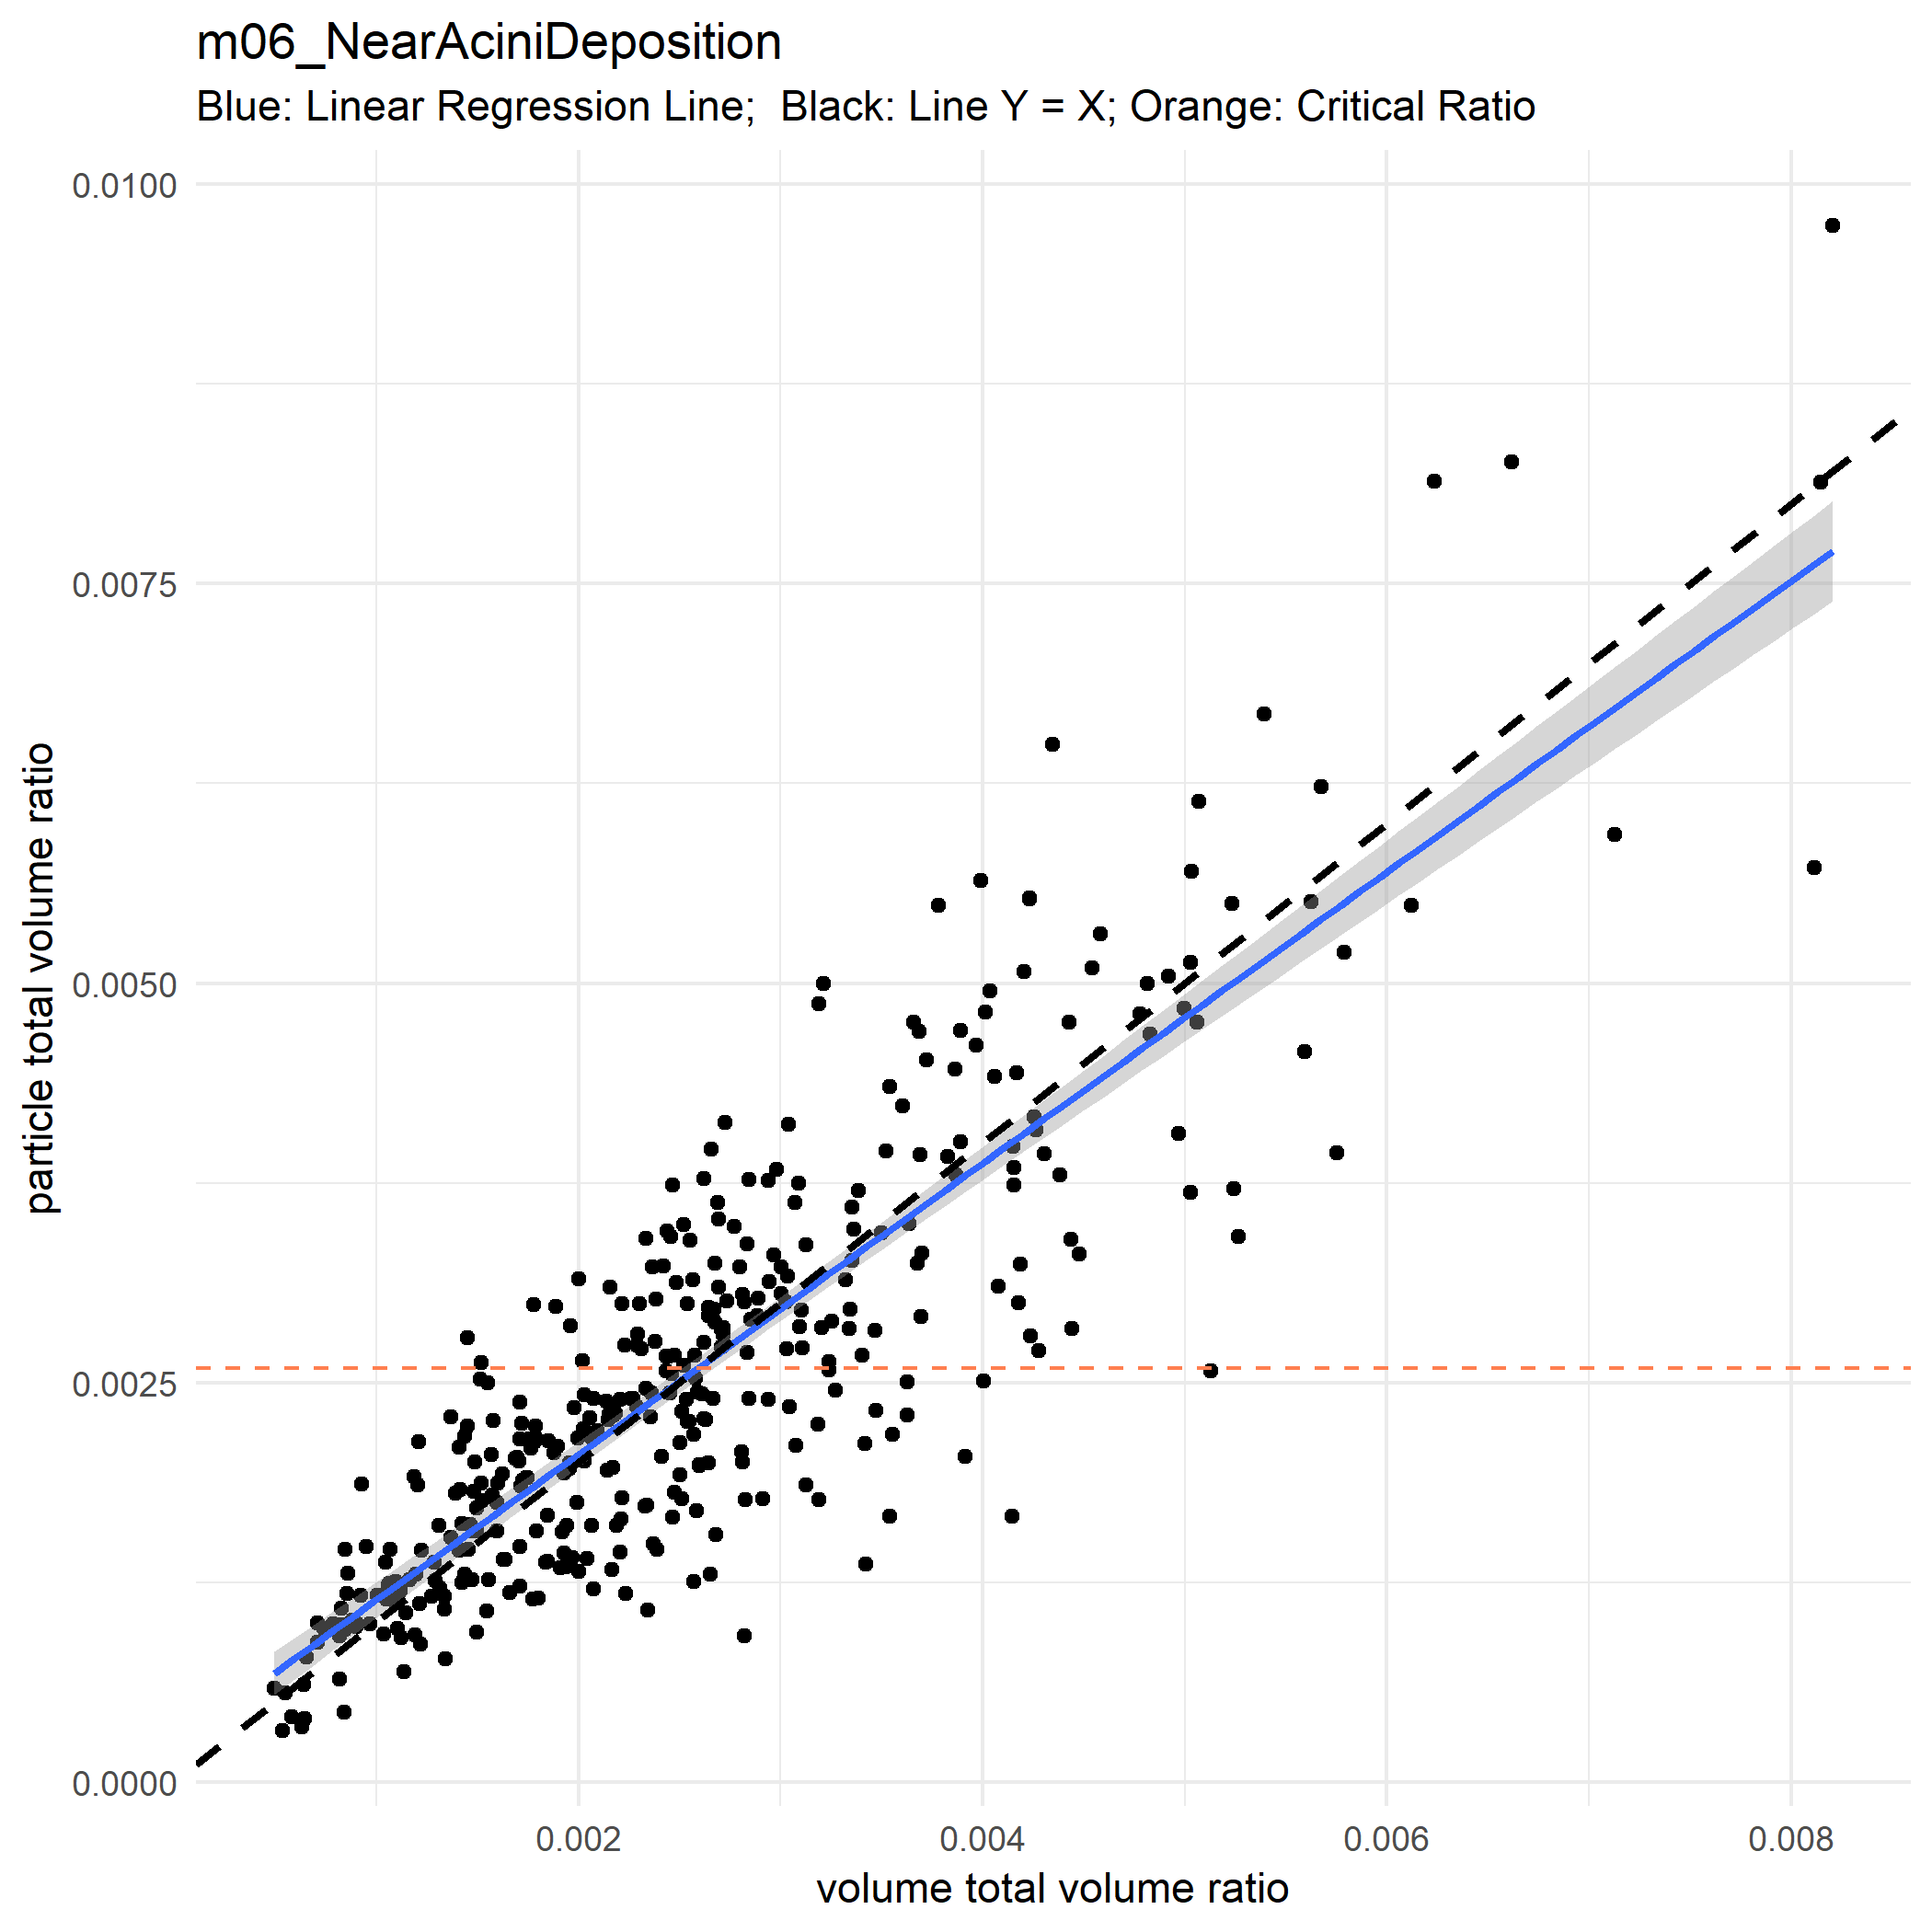 m06_NearAciniDeposition
Blue: Linear Regression Line;  Black: Line Y = X; Orange: Critical Ratio
0.0100
0.0075
0.0050
0.0025
0.0000
particle total volume ratio
0.002
0.004
0.006
0.008
volume total volume ratio